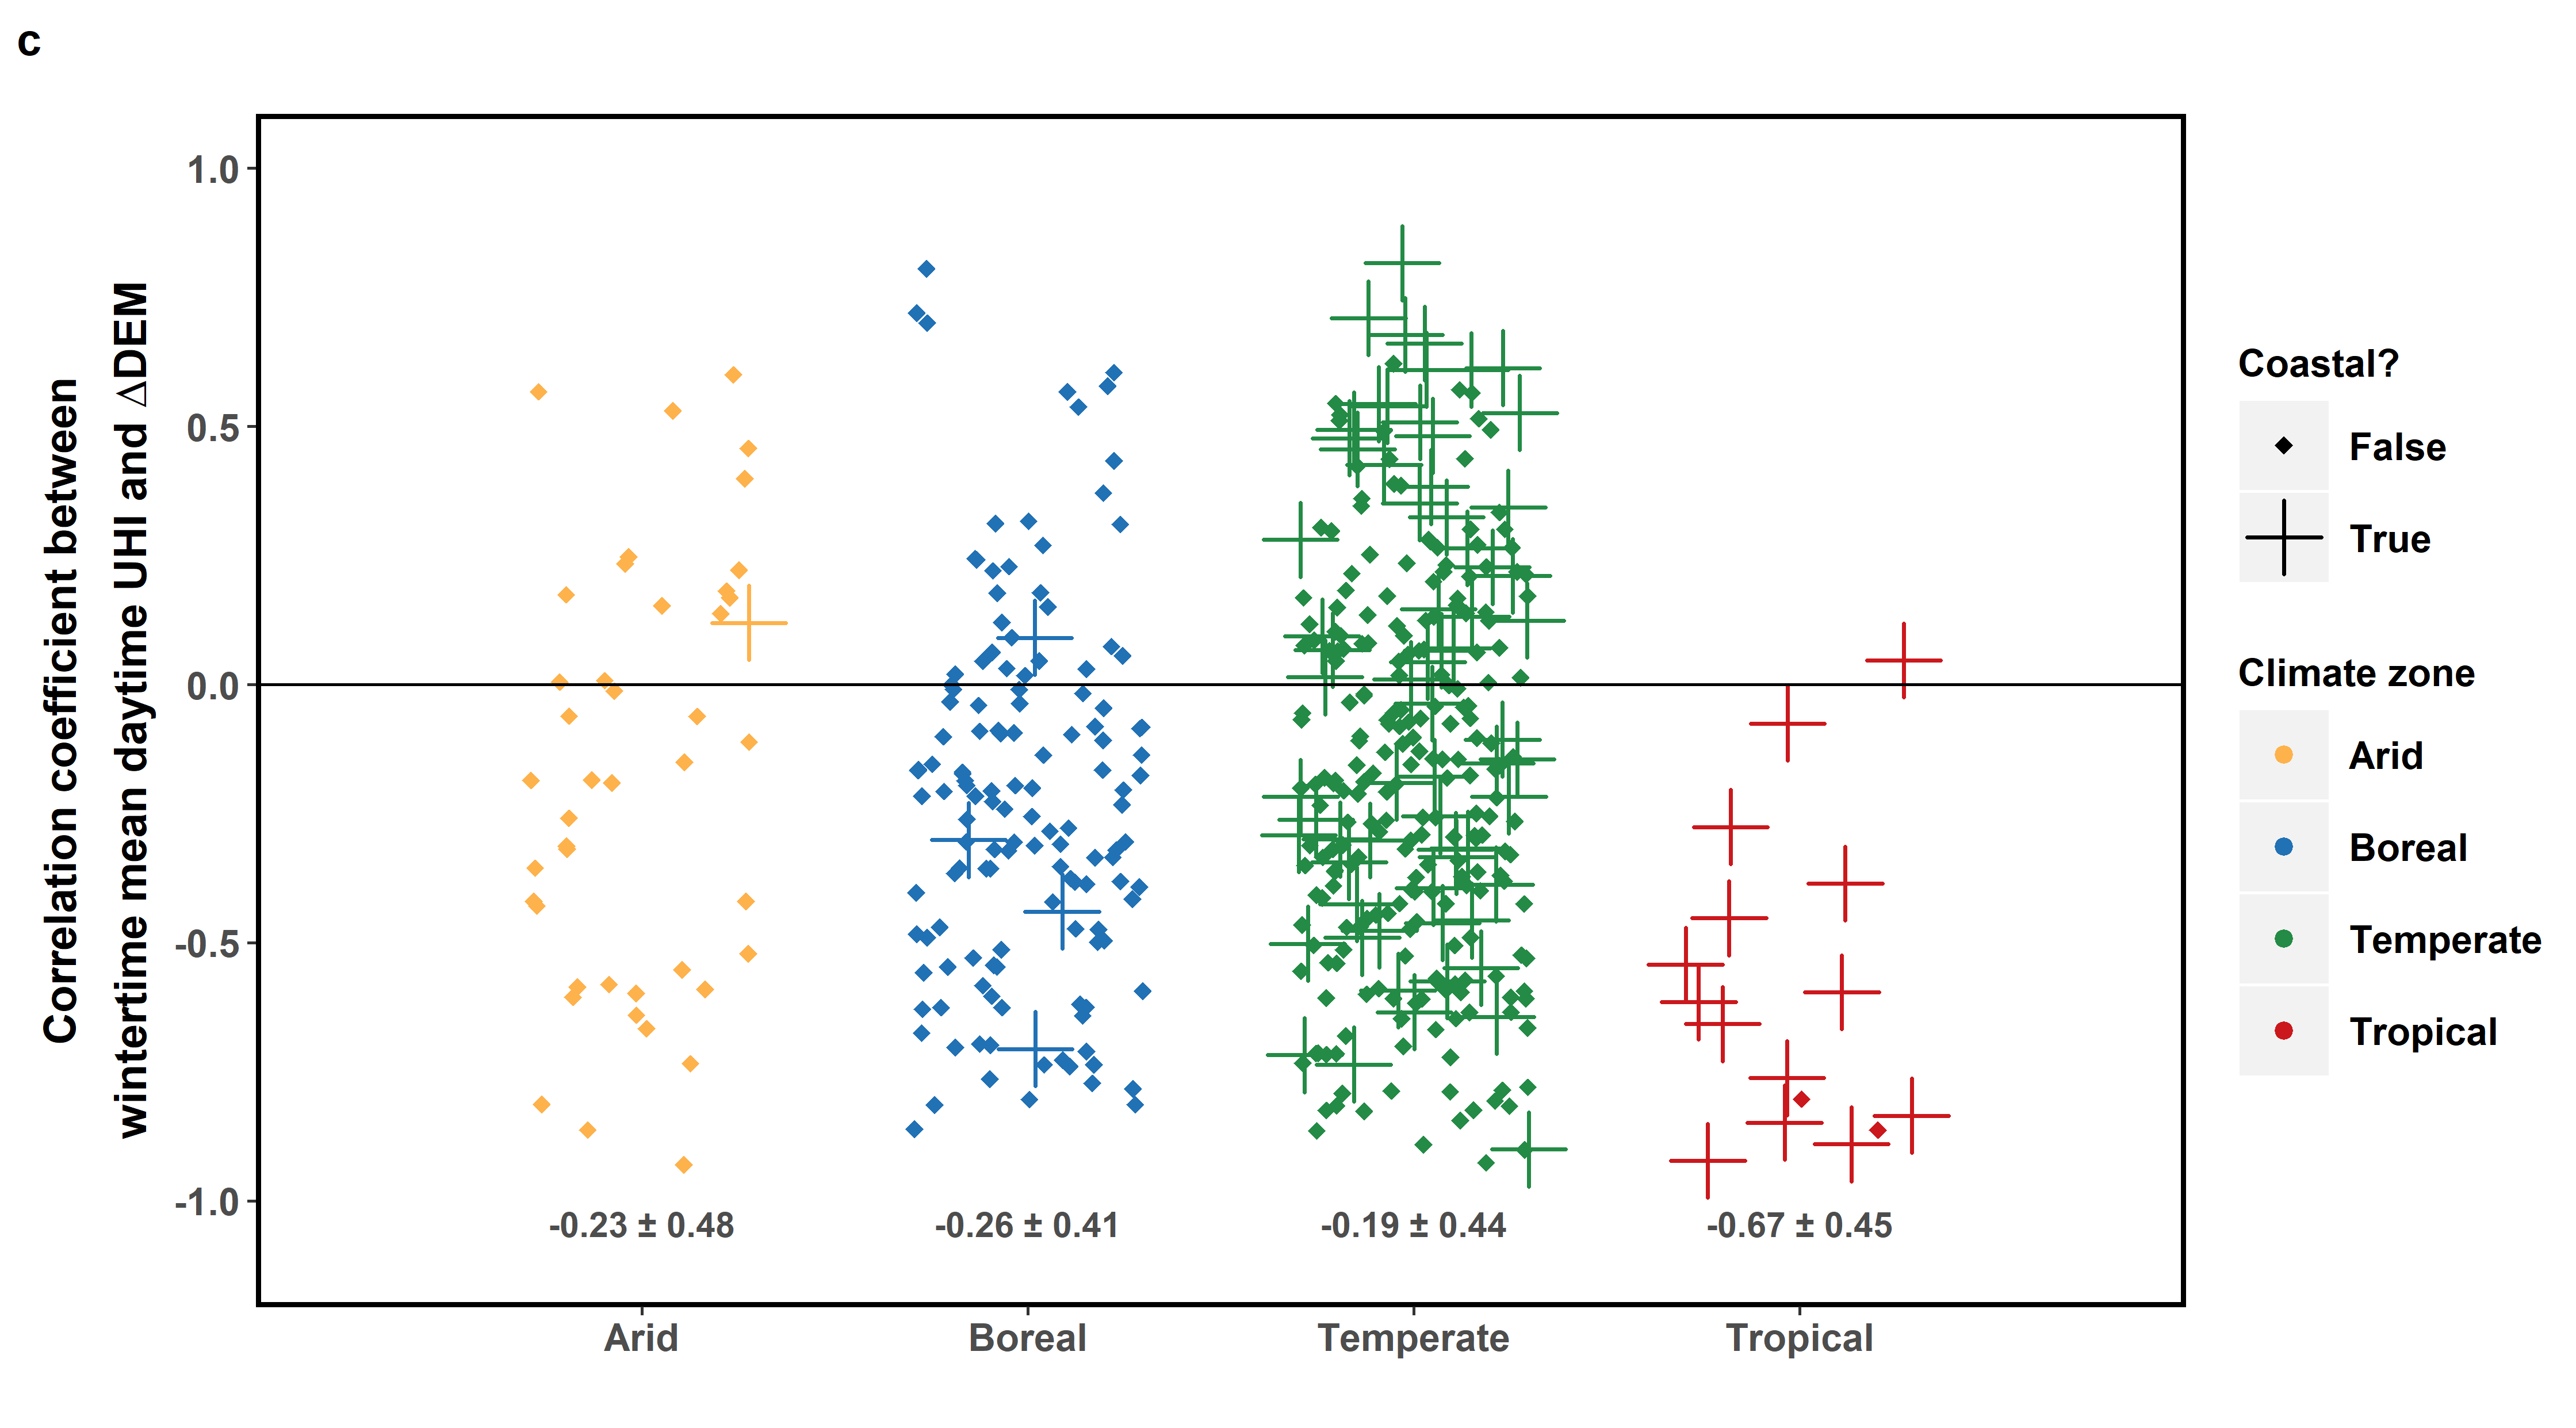 c
Correlation coefficient between
wintertime mean daytime UHI and △DEM
1.0
0.5
0.0
-0.5
-1.0
-0.23 ± 0.48
-0.26 ± 0.41
-0.19 ± 0.44
-0.67 ± 0.45
Arid
Boreal
Temperate
Tropical
Coastal?
False
True
Climate zone
Arid
Boreal
Temperate
Tropical